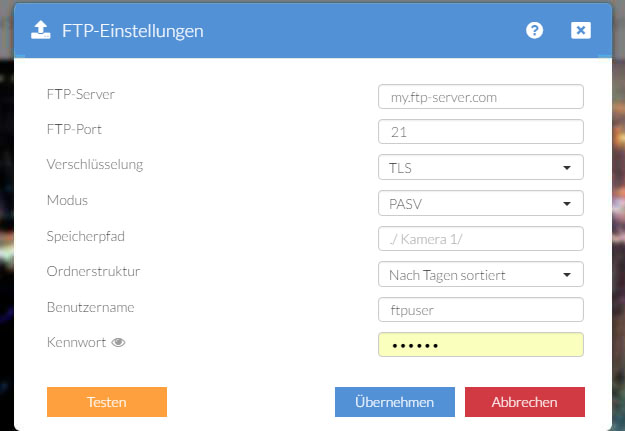 FTP-Einstellungen
FTP-Server my.ftp-server.com
FTP-Port 21
Verschlüsselung TLS
Modus PASV
Speicherpfad ./ Kamera 1/
Ordnerstruktur Nach Tagen sortiert
Benutzername ftpuser
Kennwort ••••••
Testen Übernehmen Abbrechen